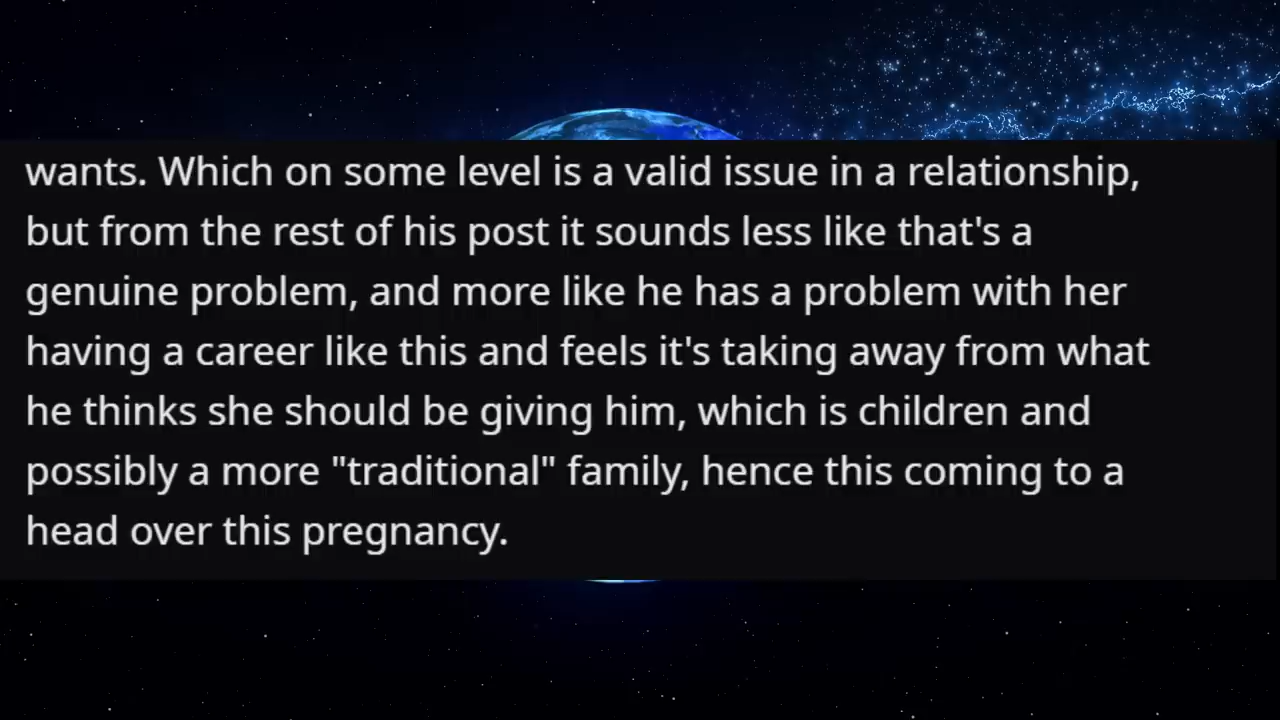 wants. Which on some level is a valid issue in a relationship,
but from the rest of his post it sounds less like that's a
genuine problem, and more like he has a problem with her
having a career like this and feels it's taking away from what
he thinks she should be giving him, which is children and
possibly a more "traditional" family, hence this coming to a
head over this pregnancy.